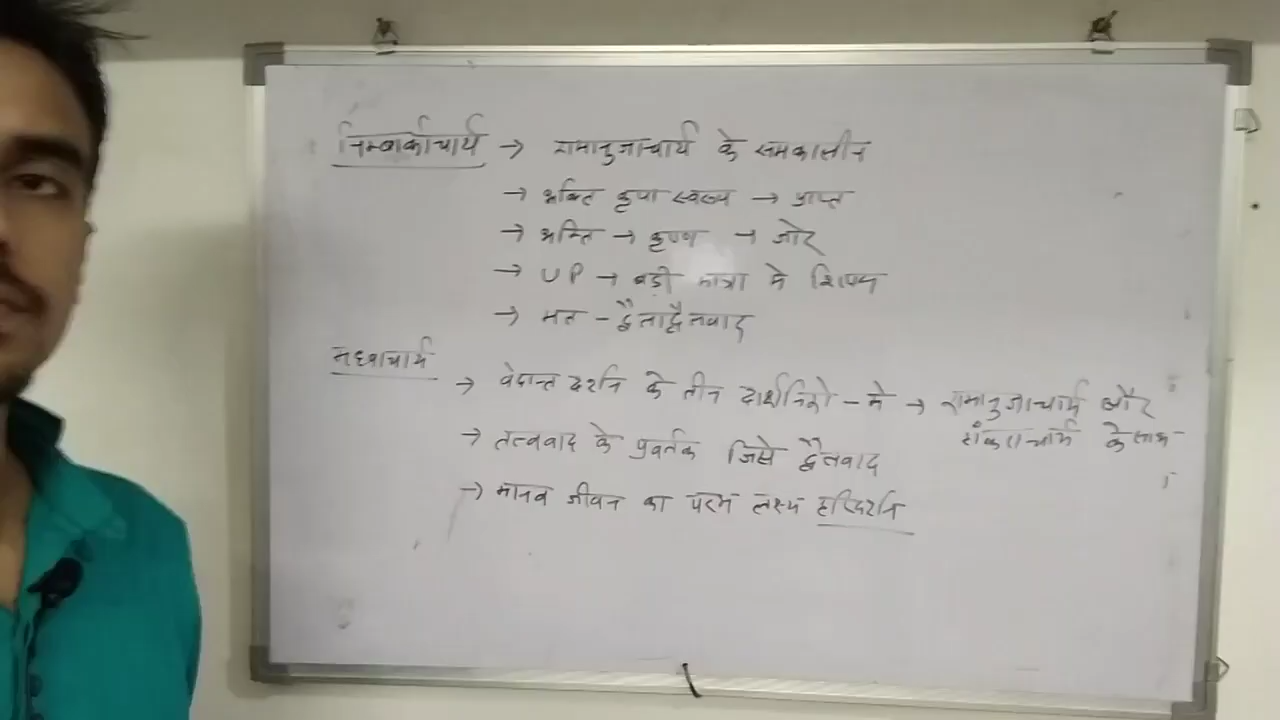 निम्बार्काचार्य → रामानुजाचार्य के समकालीन
→ भक्ति कृपा स्वरूप → प्राप्त
→ भक्ति → कृष्ण → जोर
→ UP → बड़ी मात्रा मे शिष्य
→ मत - द्वैताद्वैतवाद
मध्वाचार्य
→ वेदान्त दर्शन के तीन दार्शनिको - मे → रामानुजाचार्य और
शंकराचार्य के साथ
→ तत्ववाद के प्रवर्तक जिसे द्वैतवाद
→ मानव जीवन का परम लक्ष्य हरिदर्शन